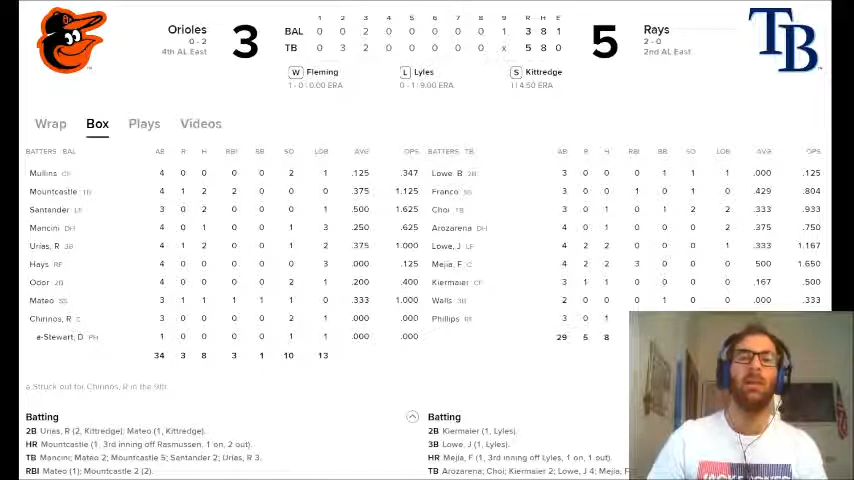 Orioles
0 - 2
4th AL East
3
1 2 3 4 5 6 7 8 9 R H E
BAL 0 0 2 0 0 0 0 0 1 3 8 1
TB 0 3 2 0 0 0 0 0 x 5 8 0
W Fleming
1 - 0 | 0.00 ERA
L Lyles
0 - 1 | 9.00 ERA
S Kittredge
1 | 4.50 ERA
5
Rays
2 - 0
2nd AL East
TB
Wrap Box Plays Videos
BATTERS - BAL AB R H RBI BB SO LOB AVG OPS
Mullins CF 4 0 0 0 0 2 1 .125 .347
Mountcastle 1B 4 1 2 2 0 0 0 .375 1.125
Santander LF 3 0 2 0 0 0 1 .500 1.625
Mancini DH 4 0 1 0 0 1 3 .250 .625
Urías, R 3B 4 1 2 0 0 1 2 .375 1.000
Hays RF 4 0 0 0 0 1 3 .000 .125
Odor 2B 4 0 0 0 0 2 1 .200 .400
Mateo SS 3 1 1 1 1 1 0 .333 1.000
Chirinos, R C 3 0 0 0 0 2 1 .000 .000
a-Stewart, D PH 1 0 0 0 0 1 1 .000 .000
34 3 8 3 1 10 13
a Struck out for Chirinos, R in the 9th.
Batting
2B Urías, R (2, Kittredge); Mateo (1, Kittredge).
HR Mountcastle (1, 3rd inning off Rasmussen, 1 on, 2 out).
TB Mancini; Mateo 2; Mountcastle 5; Santander 2; Urías, R 3.
RBI Mateo (1); Mountcastle 2 (2).
BATTERS - TB AB R H RBI BB SO LOB AVG OPS
Lowe, B 2B 3 0 0 0 1 1 1 .000 .125
Franco SS 3 0 0 1 0 1 0 .429 .804
Choi 1B 3 0 1 0 1 2 2 .333 .933
Arozarena DH 4 0 1 0 0 0 2 .375 .750
Lowe, J LF 4 2 2 0 0 0 1 .333 1.167
Mejía, F C 4 2 2 3 0 0 0 .500 1.650
Kiermaier CF 3 1 1 0 0 0 0 .167 .500
Walls 3B 2 0 0 0 1 0 0 .000 .333
Phillips RF 3 0 1
29 5 8
Batting
2B Kiermaier (1, Lyles).
3B Lowe, J (1, Lyles).
HR Mejía, F (1, 3rd inning off Lyles, 1 on, 1 out).
TB Arozarena; Choi; Kiermaier 2; Lowe, J 4; Mejía, F